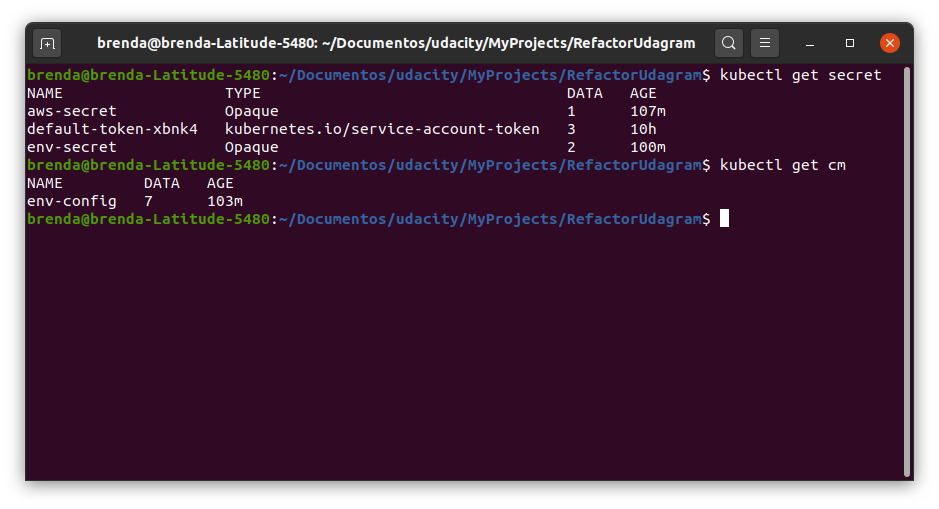 brenda@brenda-Latitude-5480: ~/Documentos/udacity/MyProjects/RefactorUdagram
brenda@brenda-Latitude-5480:~/Documentos/udacity/MyProjects/RefactorUdagram$ kubectl get secret
NAME                  TYPE                                  DATA   AGE
aws-secret            Opaque                                1      107m
default-token-xbnk4   kubernetes.io/service-account-token   3      10h
env-secret            Opaque                                2      100m
brenda@brenda-Latitude-5480:~/Documentos/udacity/MyProjects/RefactorUdagram$ kubectl get cm
NAME         DATA   AGE
env-config   7      103m
brenda@brenda-Latitude-5480:~/Documentos/udacity/MyProjects/RefactorUdagram$